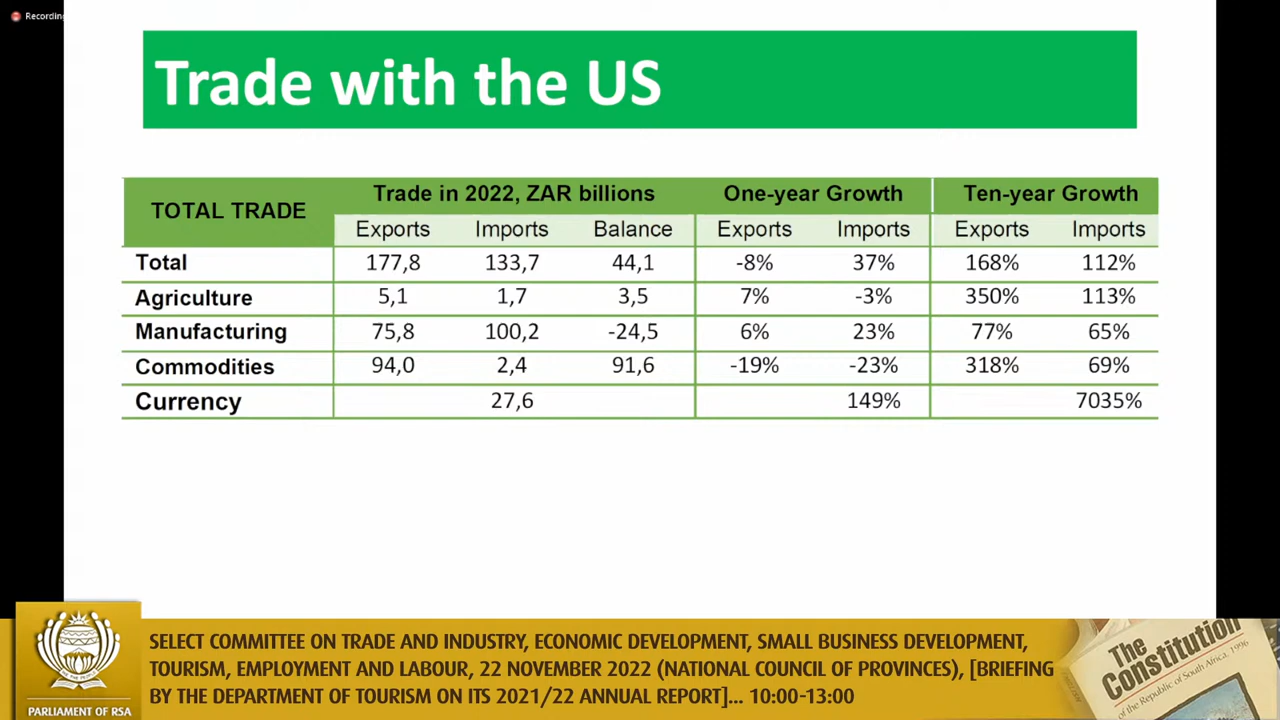 Recording
Trade with the US
TOTAL TRADE Trade in 2022, ZAR billions One-year Growth Ten-year Growth
Exports Imports Balance Exports Imports Exports Imports
Total 177,8 133,7 44,1 -8% 37% 168% 112%
Agriculture 5,1 1,7 3,5 7% -3% 350% 113%
Manufacturing 75,8 100,2 -24,5 6% 23% 77% 65%
Commodities 94,0 2,4 91,6 -19% -23% 318% 69%
Currency 27,6 149% 7035%
SELECT COMMITTEE ON TRADE AND INDUSTRY, ECONOMIC DEVELOPMENT, SMALL BUSINESS DEVELOPMENT,
TOURISM, EMPLOYMENT AND LABOUR, 22 NOVEMBER 2022 (NATIONAL COUNCIL OF PROVINCES), [BRIEFING
BY THE DEPARTMENT OF TOURISM ON ITS 2021/22 ANNUAL REPORT]... 10:00-13:00
PARLIAMENT OF RSA
The
Constitution
of the Republic of South Africa, 1996